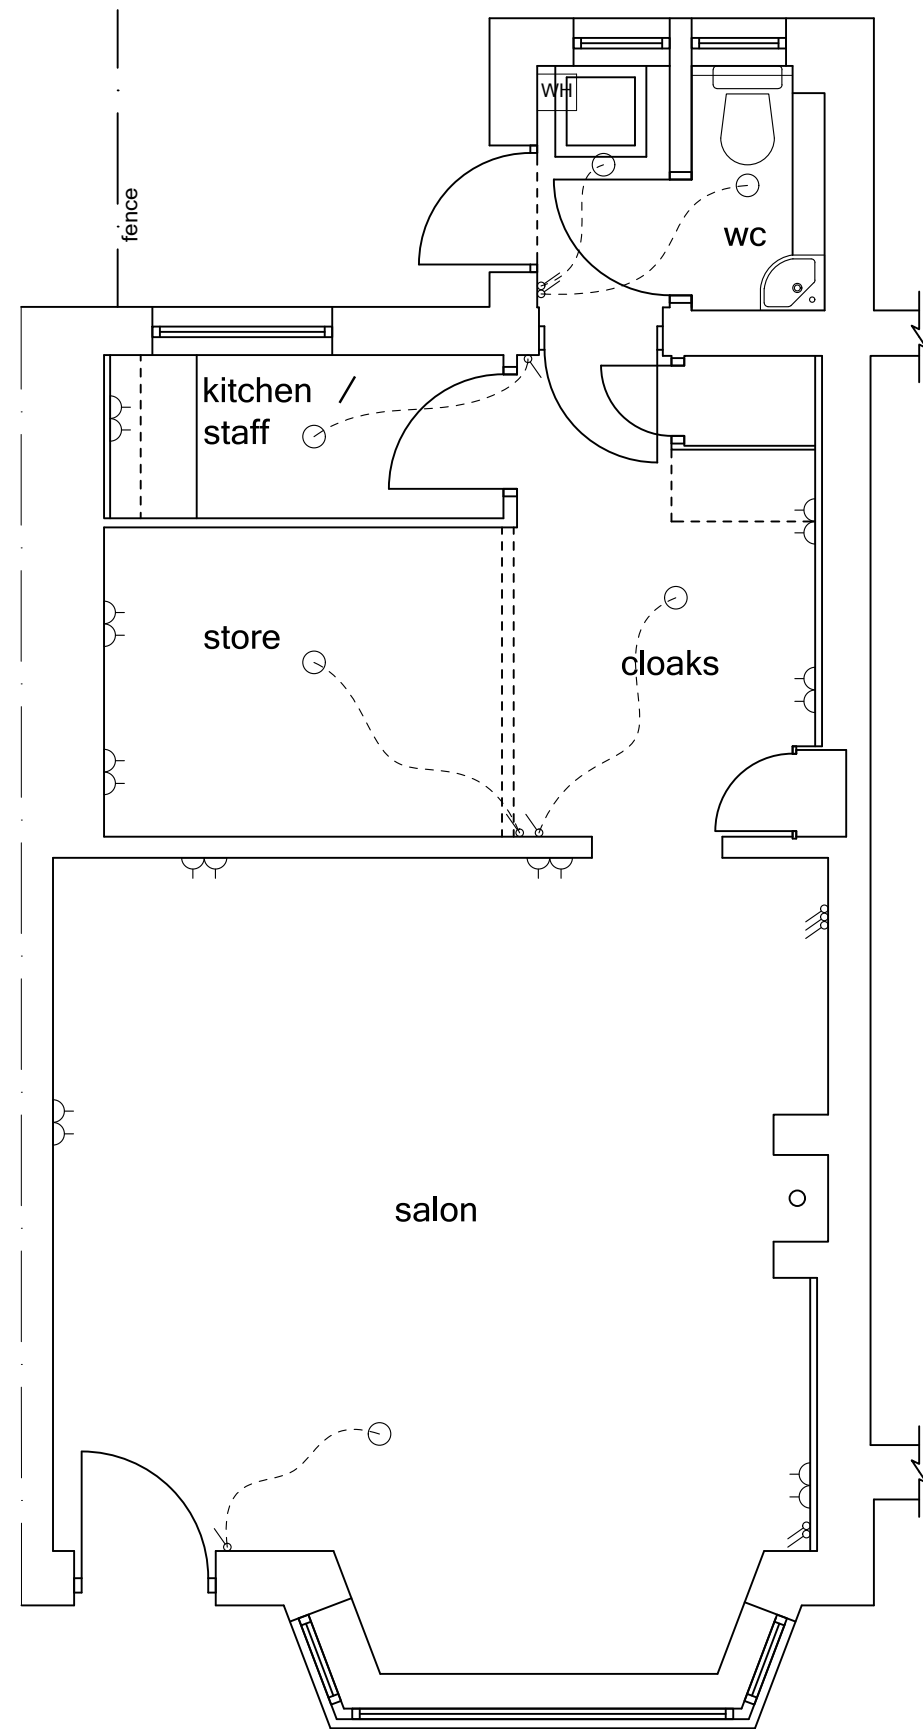 WH
fence
wc
kitchen /
staff
store
cloaks
salon